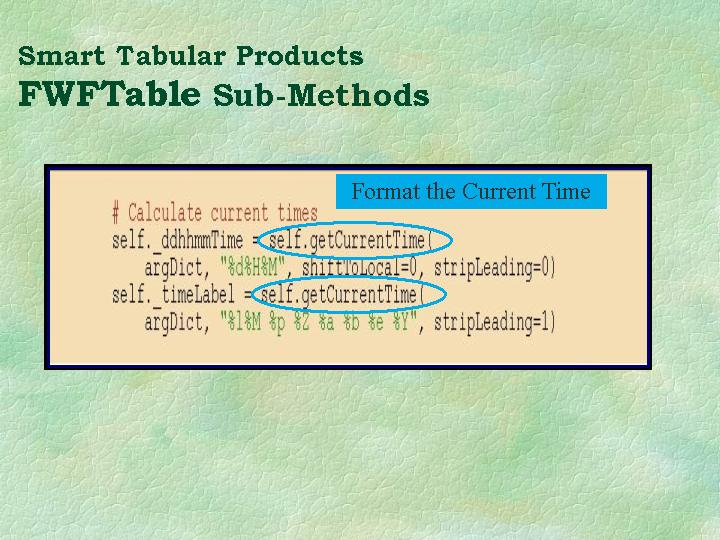 Smart Tabular Products
FWFTable Sub-Methods
Format the Current Time
# Calculate current times
self._ddhhmmTime = self.getCurrentTime(
argDict, "%d%H%M", shiftToLocal=0, stripLeading=0)
self._timeLabel = self.getCurrentTime(
argDict, "%l%M %p %Z %a %b %e %Y", stripLeading=1)